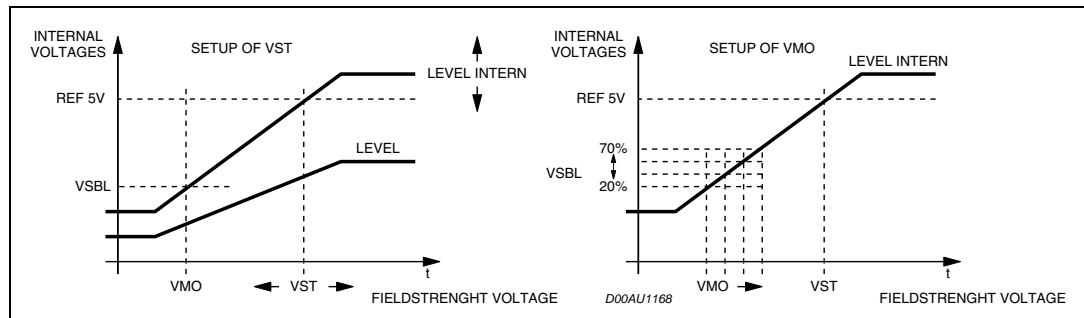 INTERNAL
VOLTAGES
SETUP OF VST
LEVEL INTERN
REF 5V
LEVEL
VSBL
t
VMO
VST
FIELDSTRENGHT VOLTAGE
INTERNAL
VOLTAGES
SETUP OF VMO
LEVEL INTERN
REF 5V
70%
VSBL
20%
t
VMO
VST
D00AU1168
FIELDSTRENGHT VOLTAGE